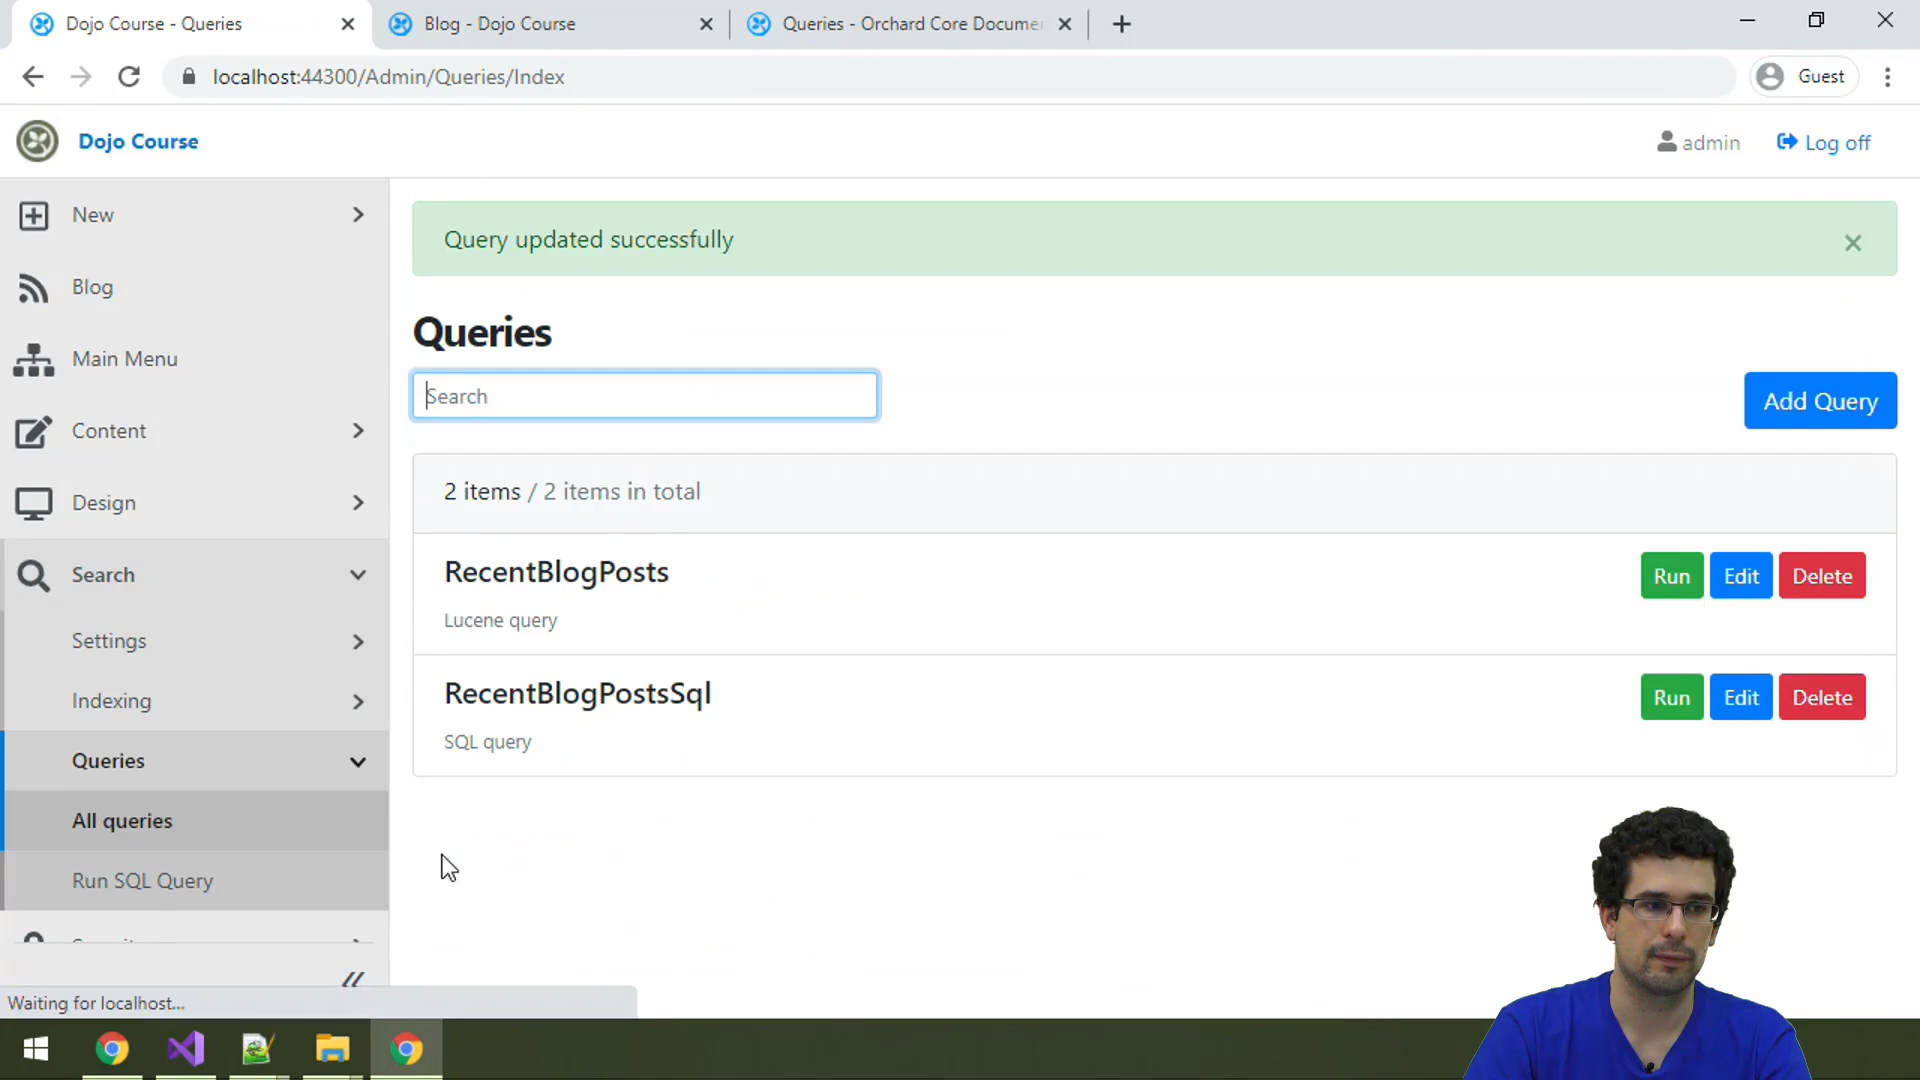 Dojo Course - Queries
Blog - Dojo Course
Queries - Orchard Core Documen
localhost:44300/Admin/Queries/Index
Guest
Dojo Course
admin
Log off
New
Blog
Main Menu
Content
Design
Search
Settings
Indexing
Queries
All queries
Run SQL Query
Query updated successfully
Queries
Search
Add Query
2 items / 2 items in total
RecentBlogPosts
Run Edit Delete
Lucene query
RecentBlogPostsSql
Run Edit Delete
SQL query
Waiting for localhost...